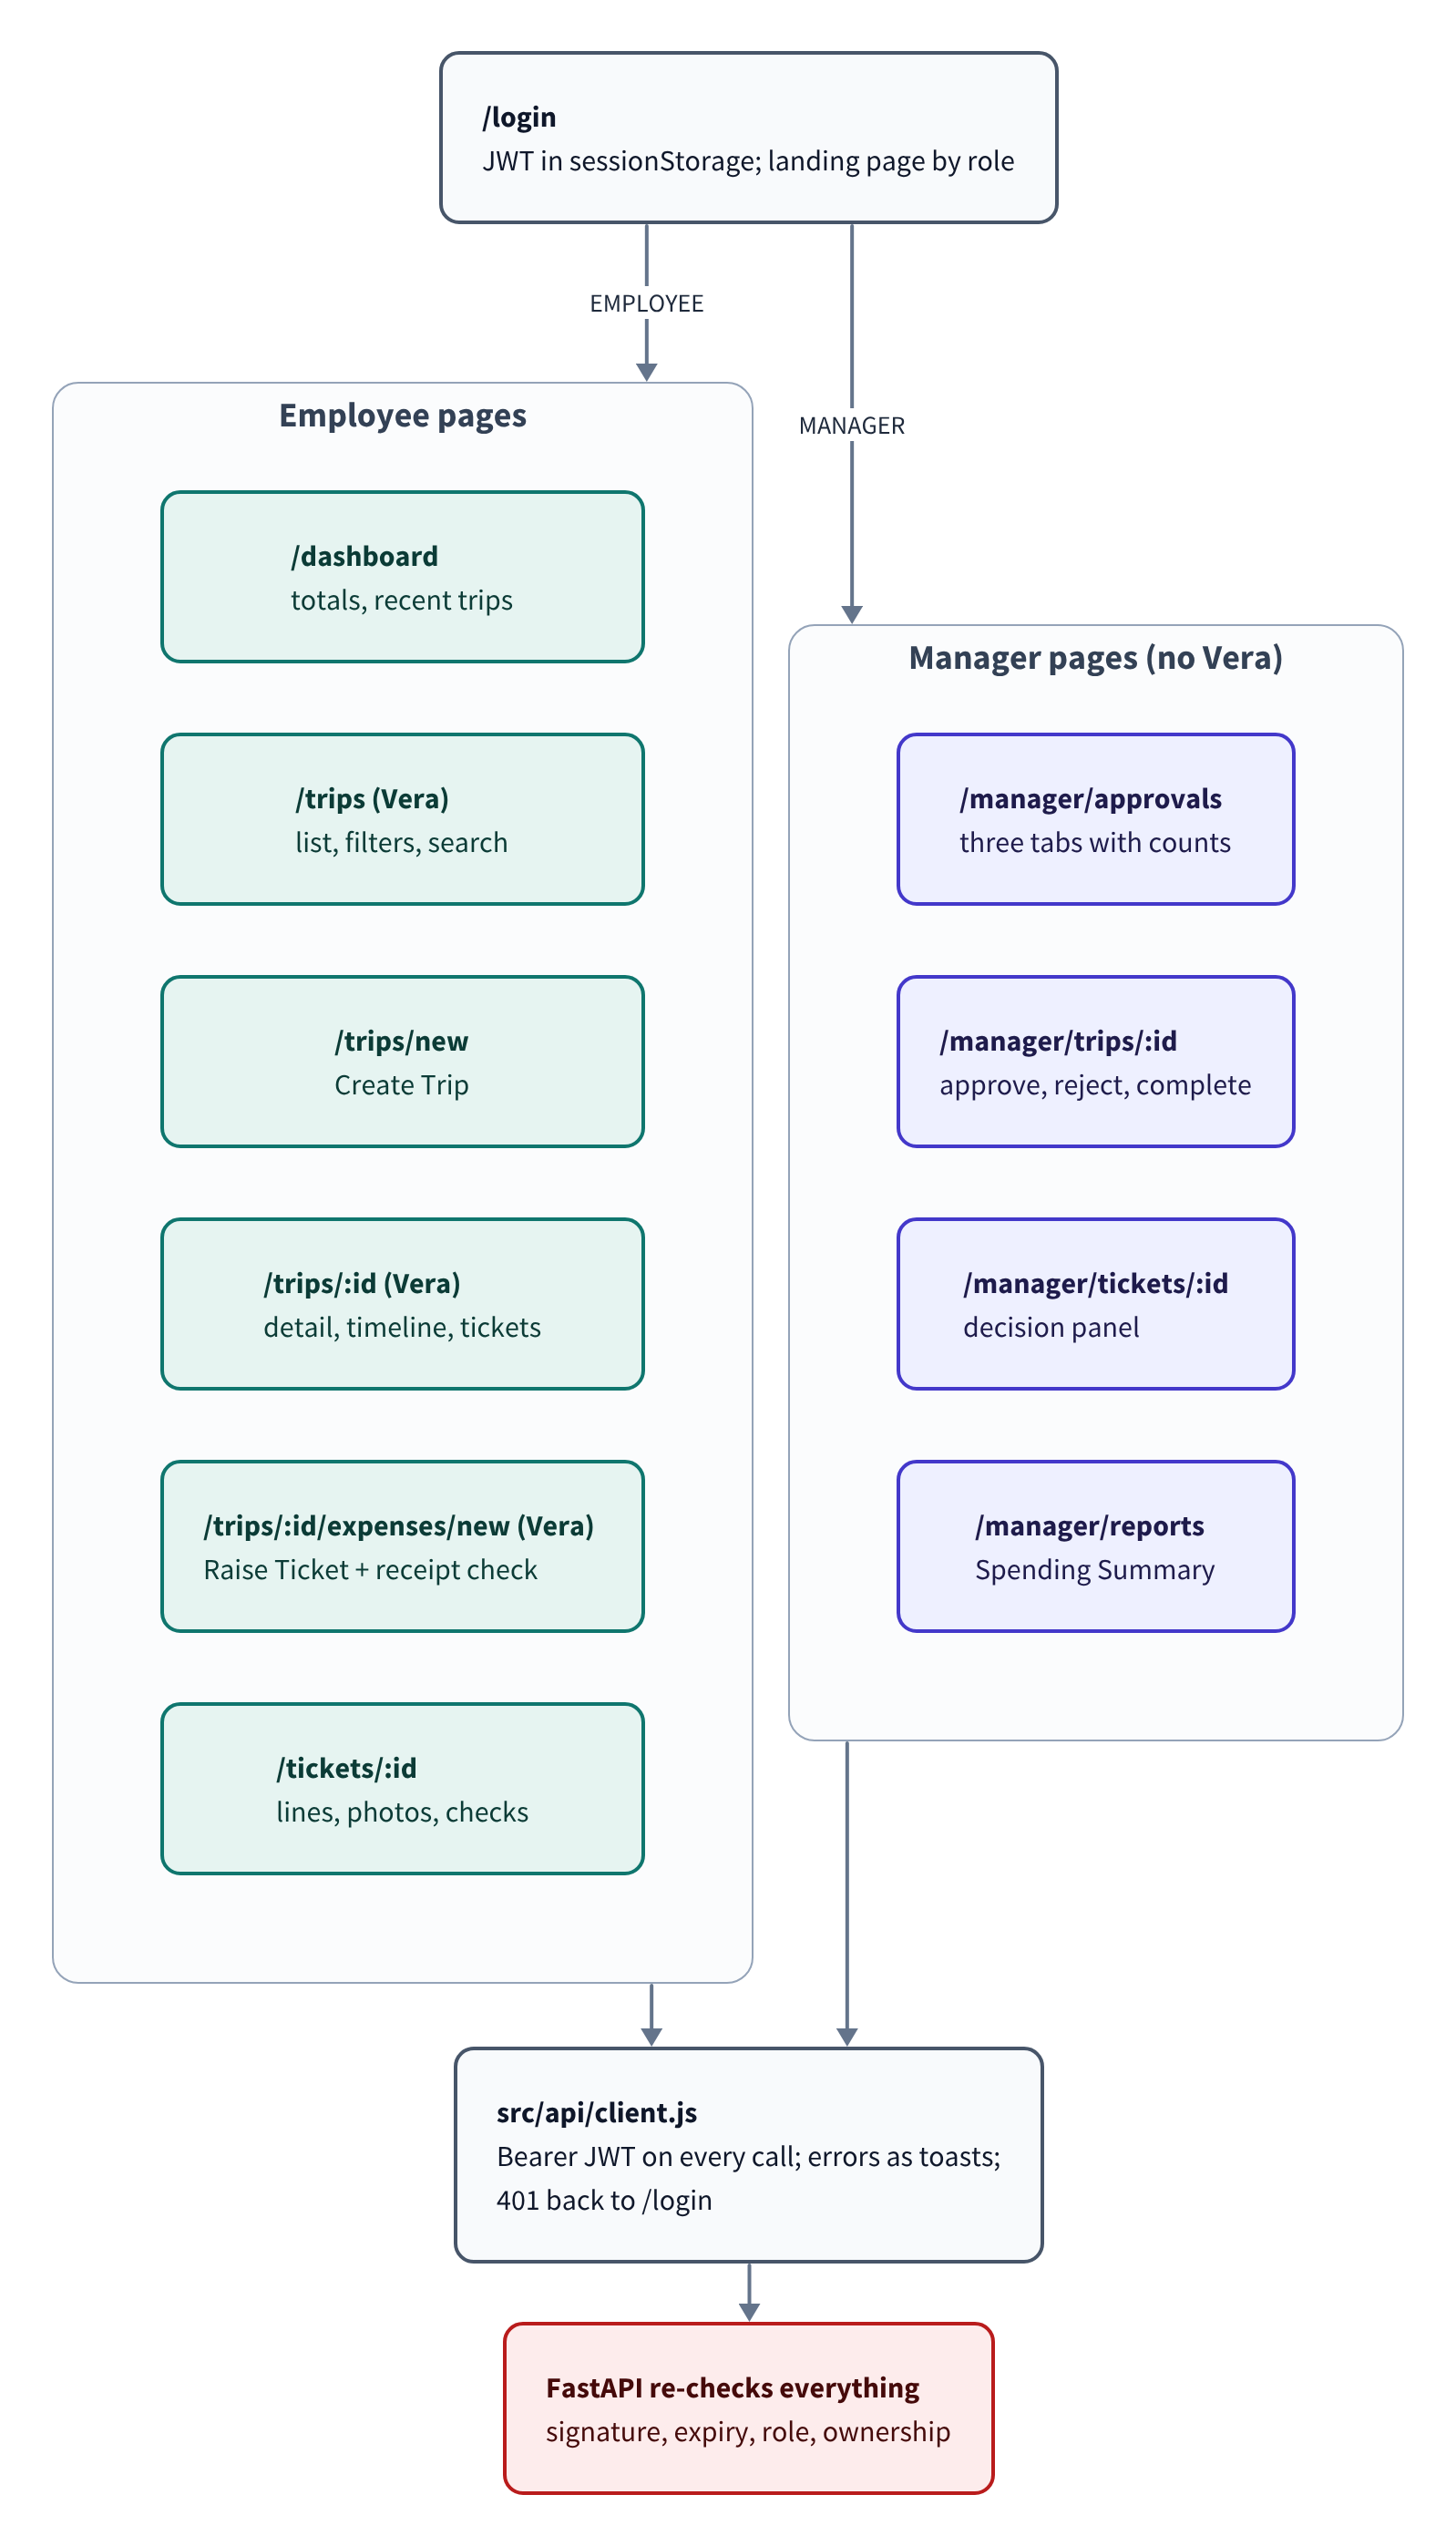 /login
JWT in sessionStorage; landing page by role
EMPLOYEE
MANAGER
Employee pages
/dashboard
totals, recent trips
/trips (Vera)
list, filters, search
/trips/new
Create Trip
/trips/:id (Vera)
detail, timeline, tickets
/trips/:id/expenses/new (Vera)
Raise Ticket + receipt check
/tickets/:id
lines, photos, checks
Manager pages (no Vera)
/manager/approvals
three tabs with counts
/manager/trips/:id
approve, reject, complete
/manager/tickets/:id
decision panel
/manager/reports
Spending Summary
src/api/client.js
Bearer JWT on every call; errors as toasts;
401 back to /login
FastAPI re-checks everything
signature, expiry, role, ownership